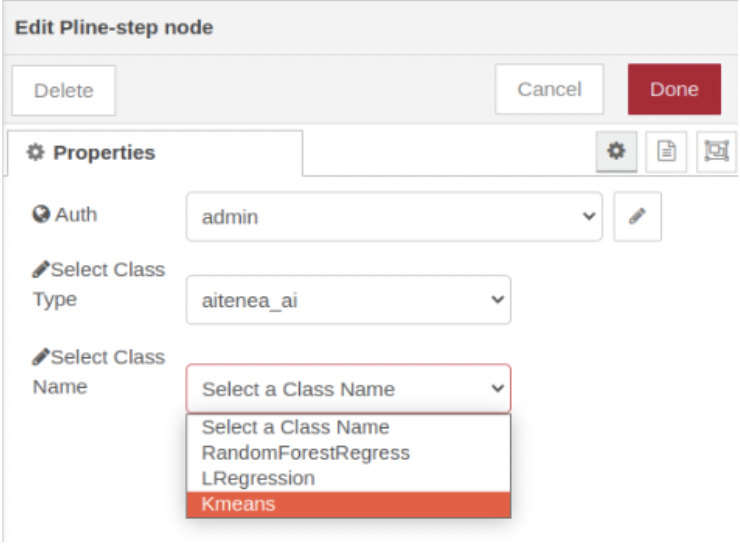 Edit Pline-step node
Delete
Cancel
Done
Properties
Auth
admin
Select Class
Type
aitenea_ai
Select Class
Name
Select a Class Name
Select a Class Name
RandomForestRegress
LRegression
Kmeans